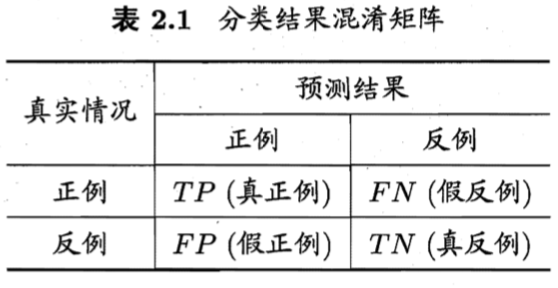 表 2.1 分类结果混淆矩阵
真实情况 预测结果
正例 反例
正例 TP (真正例) FN (假反例)
反例 FP (假正例) TN (真反例)